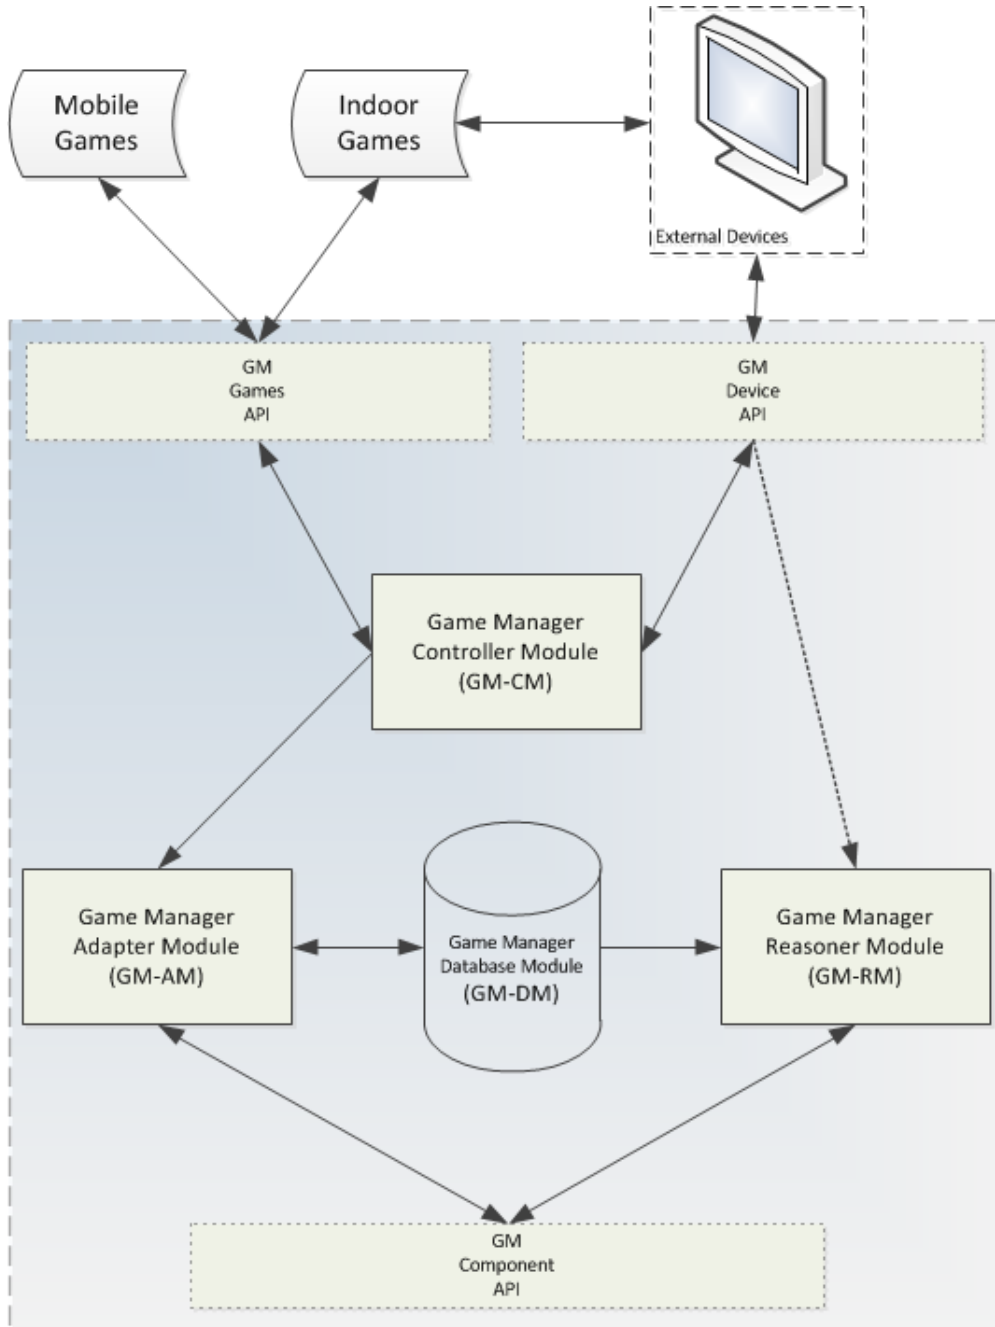 Mobile
Games
Indoor
Games
External Devices
GM
Games
API
GM
Device
API
Game Manager
Controller Module
(GM-CM)
Game Manager
Adapter Module
(GM-AM)
Game Manager
Database Module
(GM-DM)
Game Manager
Reasoner Module
(GM-RM)
GM
Component
API